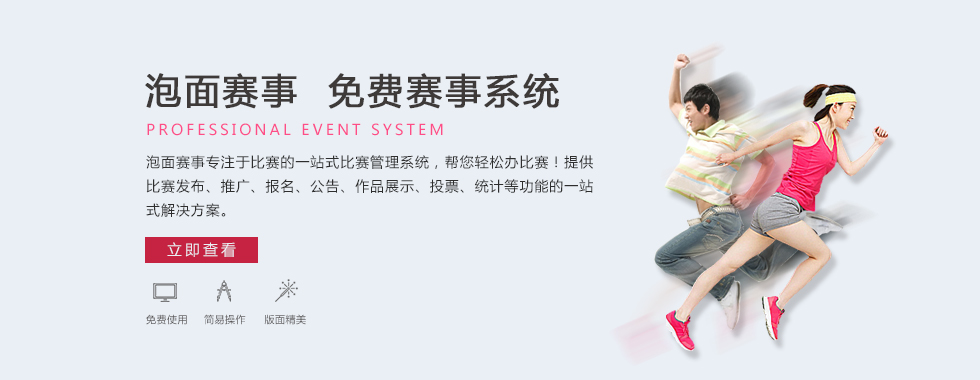 泡面赛事 免费赛事系统
PROFESSIONAL EVENT SYSTEM
泡面赛事专注于比赛的一站式比赛管理系统，帮您轻松办比赛！提供
比赛发布、推广、报名、公告、作品展示、投票、统计等功能的一站
式解决方案。
立即查看
免费使用 简易操作 版面精美